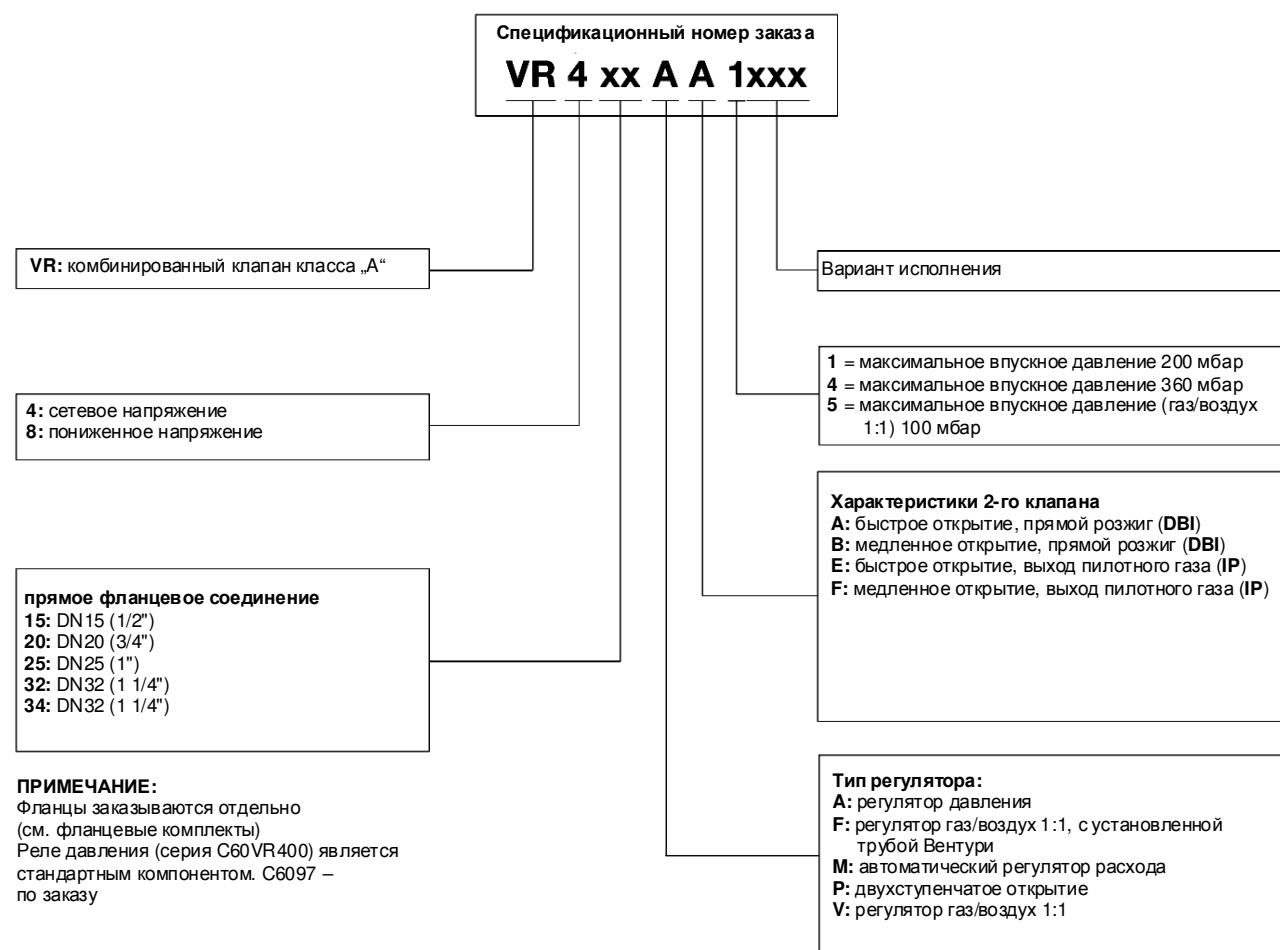 Спецификационный номер заказа
VR 4 xx A A 1xxx
VR: комбинированный клапан класса „А“
Вариант исполнения
1 = максимальное впускное давление 200 мбар
4 = максимальное впускное давление 360 мбар
5 = максимальное впускное давление (газ/воздух
1:1) 100 мбар
4: сетевое напряжение
8: пониженное напряжение
Характеристики 2-го клапана
A: быстрое открытие, прямой розжиг (DBI)
B: медленное открытие, прямой розжиг (DBI)
E: быстрое открытие, выход пилотного газа (IP)
F: медленное открытие, выход пилотного газа (IP)
прямое фланцевое соединение
15: DN15 (1/2")
20: DN20 (3/4")
25: DN25 (1")
32: DN32 (1 1/4")
34: DN32 (1 1/4")
ПРИМЕЧАНИЕ:
Фланцы заказываются отдельно
(см. фланцевые комплекты)
Реле давления (серия C60VR400) является
стандартным компонентом. C6097 –
по заказу
Тип регулятора:
A: регулятор давления
F: регулятор газ/воздух 1:1, с установленной
трубой Вентури
M: автоматический регулятор расхода
P: двухступенчатое открытие
V: регулятор газ/воздух 1:1